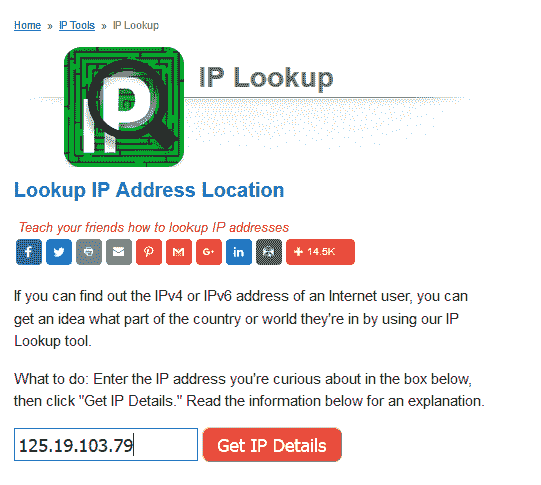 Home » IP Tools » IP Lookup
IP
IP Lookup
Lookup IP Address Location
Teach your friends how to lookup IP addresses
f G+ in + 14.5K
If you can find out the IPv4 or IPv6 address of an Internet user, you can
get an idea what part of the country or world they're in by using our IP
Lookup tool.
What to do: Enter the IP address you're curious about in the box below,
then click "Get IP Details." Read the information below for an explanation.
125.19.103.79 Get IP Details